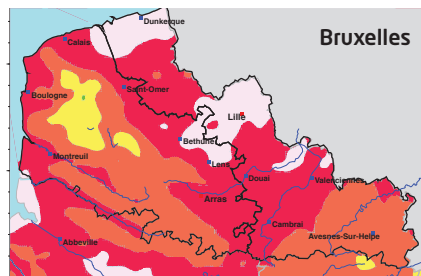 Dunkerque
Calais
Bruxelles
Boulogne
Saint-Omer
Lille
Bethune
Montreuil
Lens
Douai
Valenciennes
Arras
Cambrai
Avesnes-Sur-Helpe
Abbeville